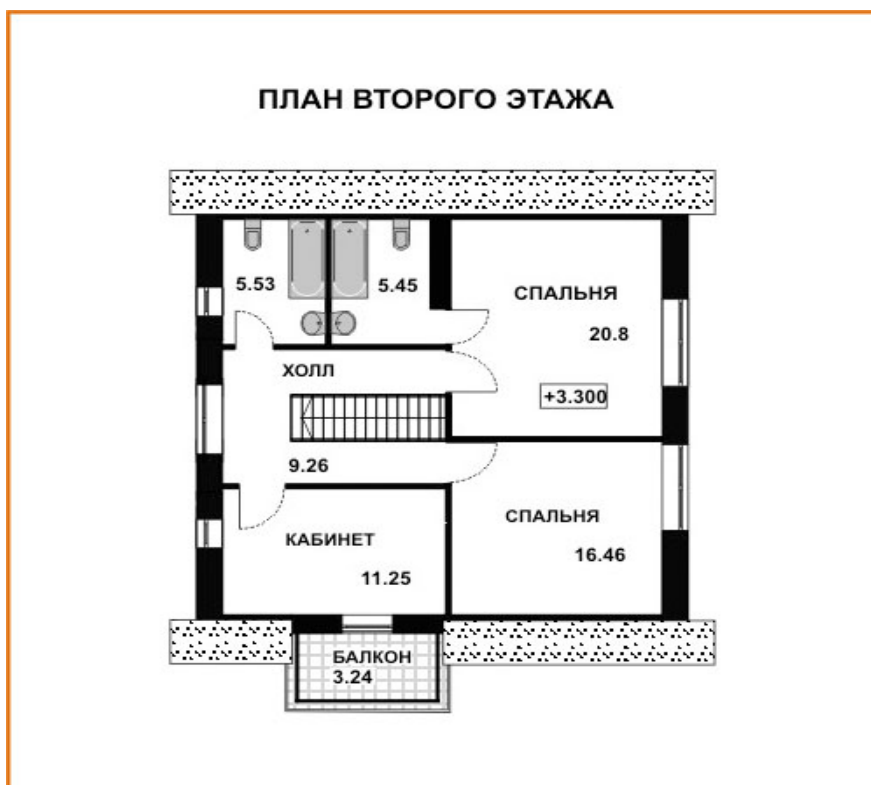 ПЛАН ВТОРОГО ЭТАЖА
5.53
5.45
СПАЛЬНЯ
20.8
+3.300
ХОЛЛ
9.26
КАБИНЕТ
11.25
СПАЛЬНЯ
16.46
БАЛКОН
3.24